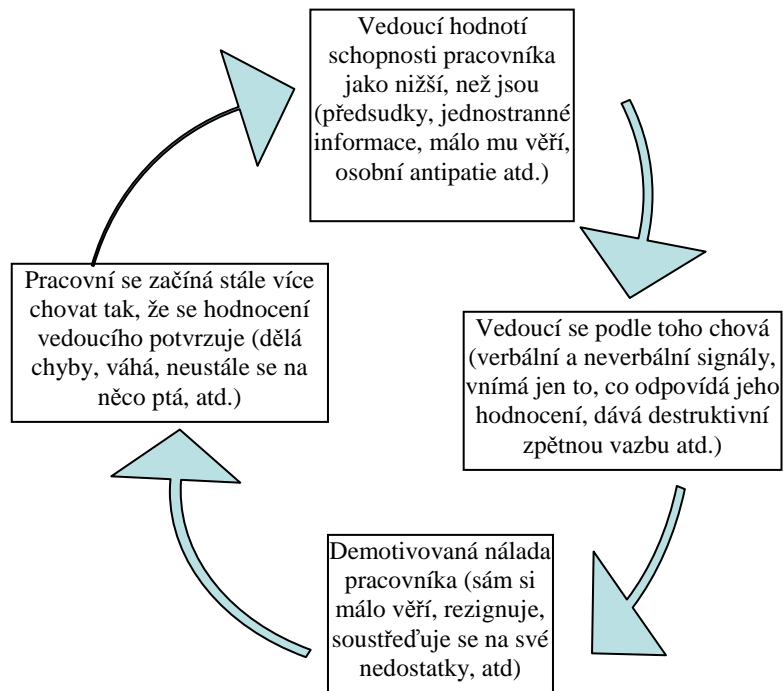 Vedoucí hodnotí
schopnosti pracovníka
jako nižší, než jsou
(předsudky, jednostranné
informace, málo mu věří,
osobní antipatie atd.)
Vedoucí se podle toho chová
(verbální a neverbální signály,
vnímá jen to, co odpovídá jeho
hodnocení, dává destruktivní
zpětnou vazbu atd.)
Demotivovaná nálada
pracovníka (sám si
málo věří, rezignuje,
soustřeďuje se na své
nedostatky, atd)
Pracovní se začíná stále více
chovat tak, že se hodnocení
vedoucího potvrzuje (dělá
chyby, váhá, neustále se na
něco ptá, atd.)